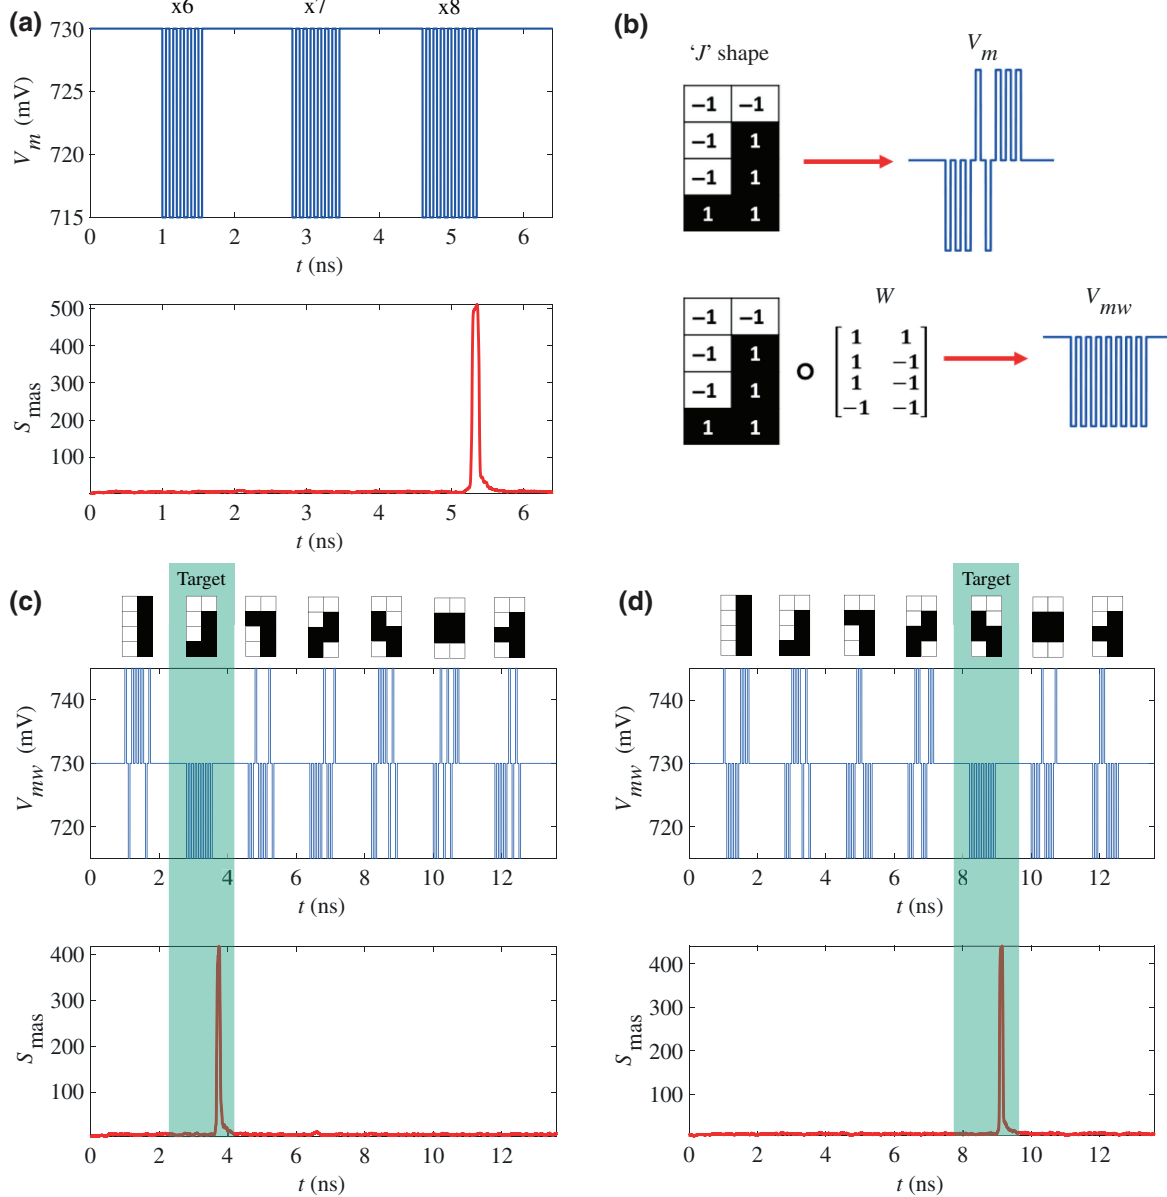 (a)
x6 x7 x8
730
725
720
715
V_m (mV)
0 1 2 3 4 5 6
t (ns)
500
400
300
200
100
S_mas
0 1 2 3 4 5 6
t (ns)
(b)
'J' shape
V_m
−1 −1
−1 1
−1 1
1 1
W
V_mw
−1 −1
−1 1
−1 1
1 1
1 1
1 −1
1 −1
−1 −1
(c)
Target
740
730
720
V_mw (mV)
0 2 4 6 8 10 12
t (ns)
400
300
200
100
S_mas
0 2 4 6 8 10 12
t (ns)
(d)
Target
740
730
720
V_mw (mV)
0 2 4 6 8 10 12
t (ns)
400
300
200
100
S_mas
0 2 4 6 8 10 12
t (ns)